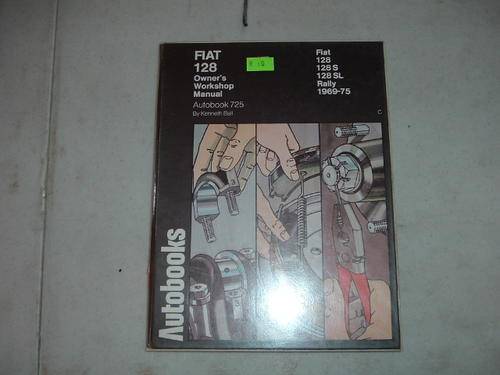 FIAT
128
Owner's
Workshop
Manual
Autobook 725
By Kenneth Ball
Fiat
128
128 S
128 SL
Rally
1969-75
C
Autobooks